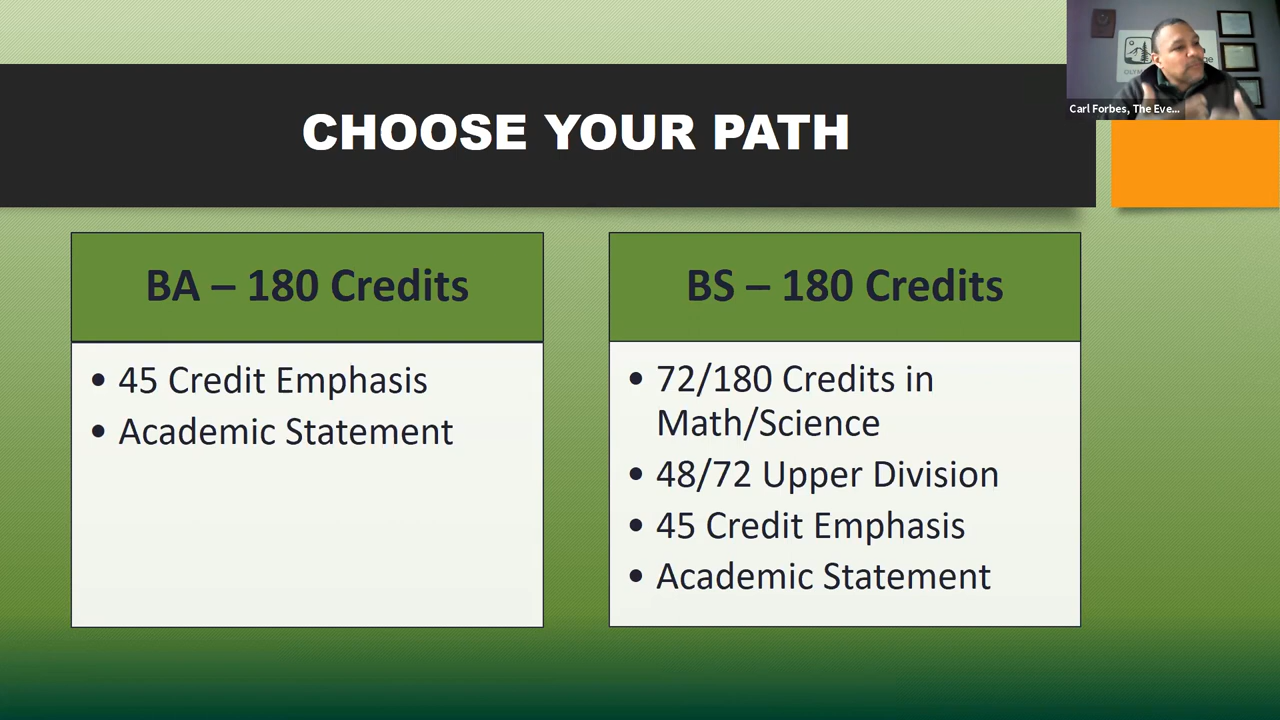 CHOOSE YOUR PATH
Carl Forbes, The Eve...
BA – 180 Credits
• 45 Credit Emphasis
• Academic Statement
BS – 180 Credits
• 72/180 Credits in
Math/Science
• 48/72 Upper Division
• 45 Credit Emphasis
• Academic Statement